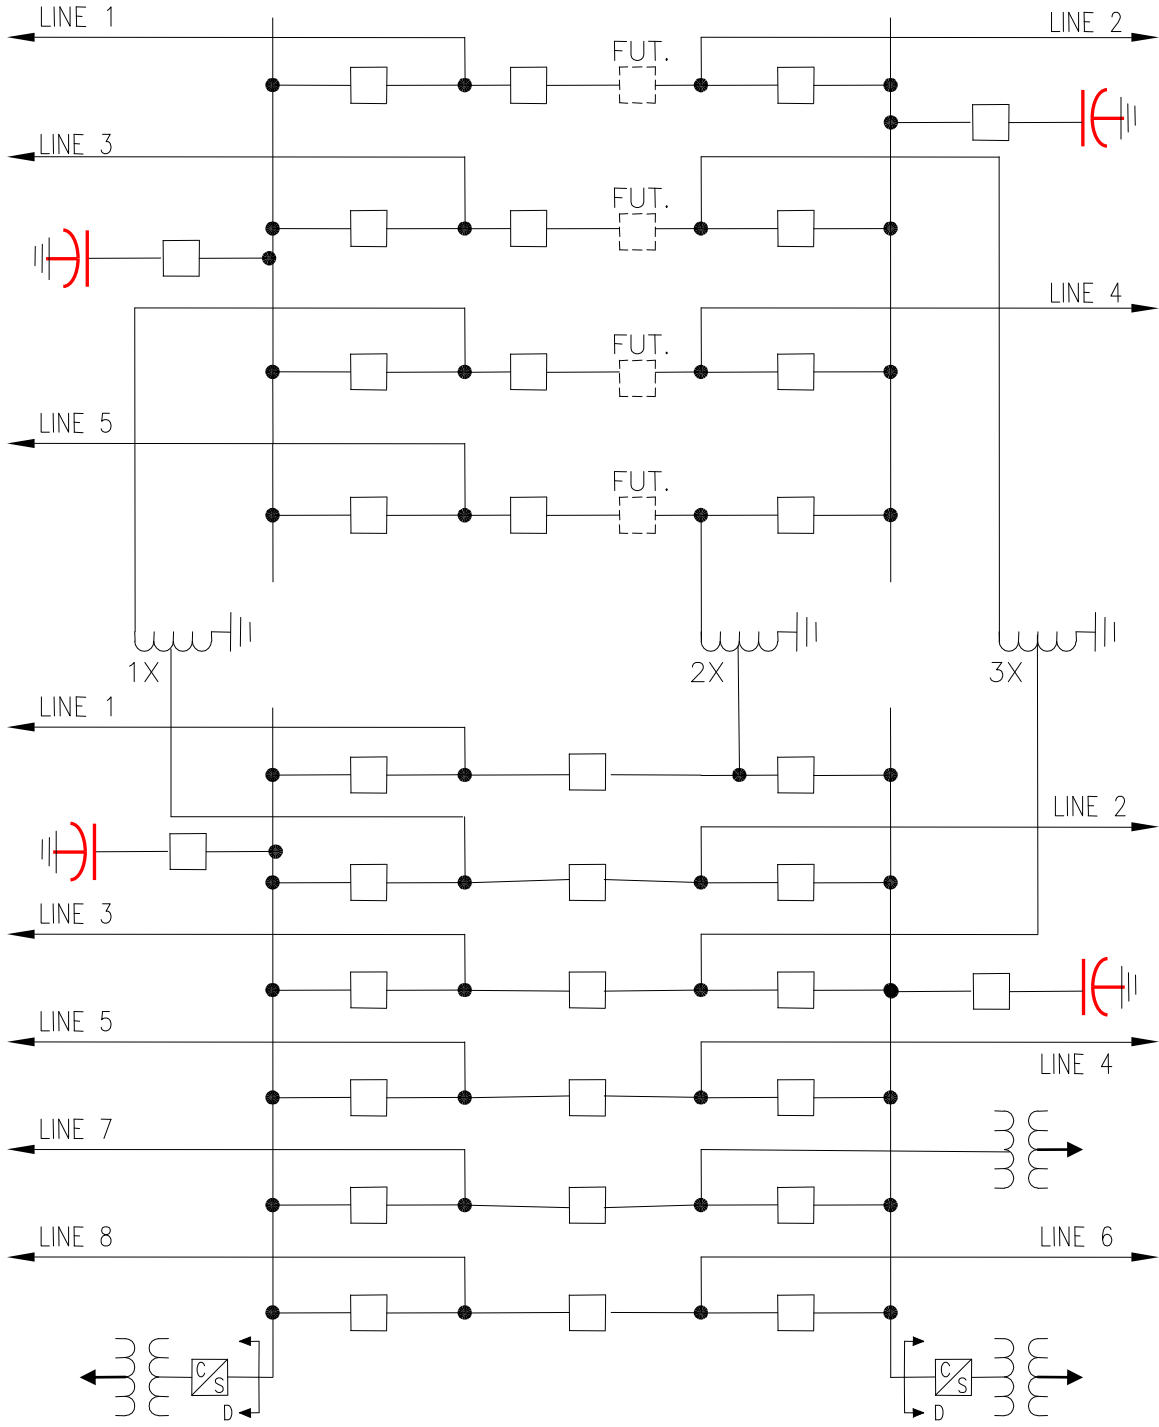 LINE 1
LINE 2
FUT.
LINE 3
FUT.
LINE 4
FUT.
LINE 5
FUT.
1X
2X
3X
LINE 1
LINE 2
LINE 3
LINE 5
LINE 4
LINE 7
LINE 8
LINE 6
C
S
D
C
S
D